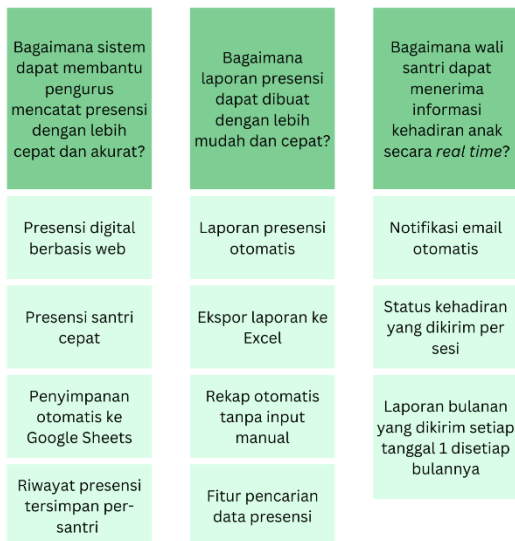 Bagaimana sistem
dapat membantu
pengurus
mencatat presensi
dengan lebih
cepat dan akurat?
Presensi digital
berbasis web
Presensi santri
cepat
Penyimpanan
otomatis ke
Google Sheets
Riwayat presensi
tersimpan per-
santri
Bagaimana
laporan presensi
dapat dibuat
dengan lebih
mudah dan cepat?
Laporan presensi
otomatis
Ekspor laporan ke
Excel
Rekap otomatis
tanpa input
manual
Fitur pencarian
data presensi
Bagaimana wali
santri dapat
menerima
informasi
kehadiran anak
secara real time?
Notifikasi email
otomatis
Status kehadiran
yang dikirim per
sesi
Laporan bulanan
yang dikirim setiap
tanggal 1 disetiap
bulannya